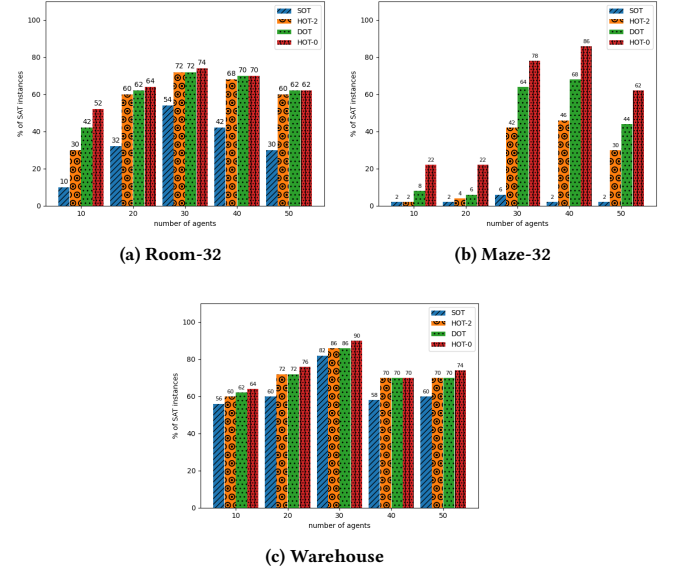 100
80
60
40
20
0
% of SAT instances
10 30 42 52
32 60 62 64
54 72 72 74
42 68 70 70
30 60 62 62
10 20 30 40 50
number of agents
SOT
HOT-2
DOT
HOT-0
(a) Room-32
100
80
60
40
20
0
% of SAT instances
2 2 8 22
2 4 6 22
6 42 64 78
2 46 68 86
2 30 44 62
10 20 30 40 50
number of agents
SOT
HOT-2
DOT
HOT-0
(b) Maze-32
100
80
60
40
20
0
% of SAT instances
56 60 62 64
60 72 72 76
82 86 86 90
58 70 70 70
60 70 70 74
10 20 30 40 50
number of agents
SOT
HOT-2
DOT
HOT-0
(c) Warehouse